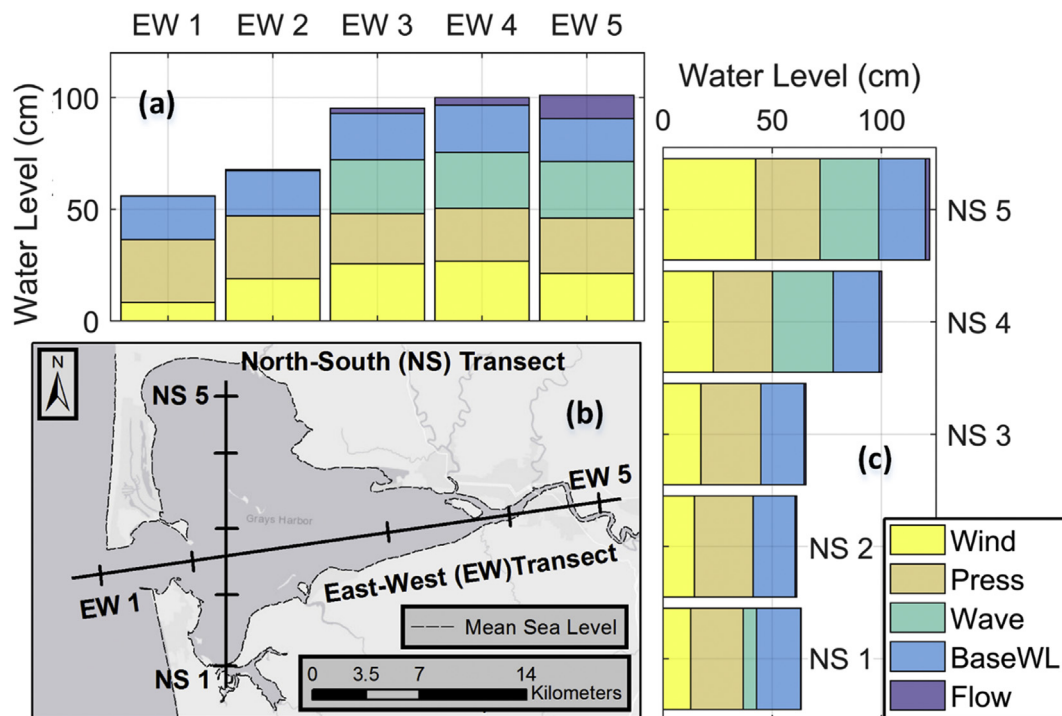 EW 1 EW 2 EW 3 EW 4 EW 5
Water Level (cm)
100
50
0
(a)
Water Level (cm)
0 50 100
NS 5
NS 4
NS 3
NS 2
NS 1
(c)
Wind
Press
Wave
BaseWL
Flow
N
North-South (NS) Transect
NS 5
(b)
EW 5
Grays Harbor
East-West (EW)Transect
EW 1
Mean Sea Level
NS 1
0 3.5 7 14
Kilometers